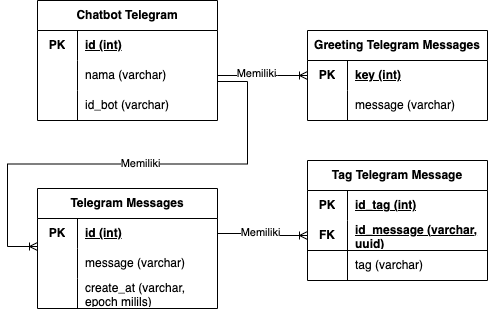 Chatbot Telegram
PK id (int)
nama (varchar)
id_bot (varchar)
Memiliki
Greeting Telegram Messages
PK key (int)
message (varchar)
Memiliki
Telegram Messages
PK id (int)
message (varchar)
create_at (varchar,
epoch milils)
Memiliki
Tag Telegram Message
PK id_tag (int)
FK id_message (varchar,
uuid)
tag (varchar)